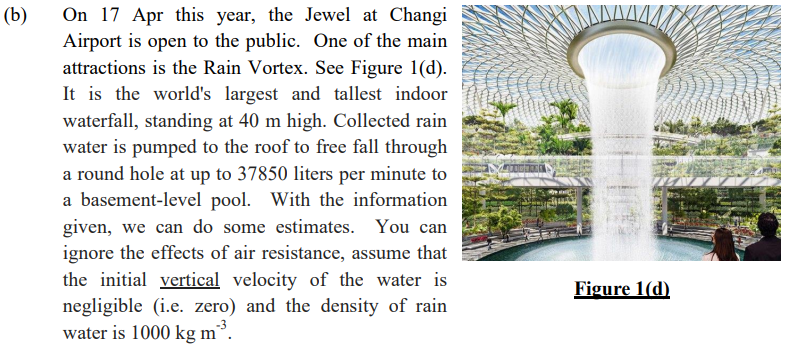 (b) On 17 Apr this year, the Jewel at Changi
Airport is open to the public. One of the main
attractions is the Rain Vortex. See Figure 1(d).
It is the world's largest and tallest indoor
waterfall, standing at 40 m high. Collected rain
water is pumped to the roof to free fall through
a round hole at up to 37850 liters per minute to
a basement-level pool. With the information
given, we can do some estimates. You can
ignore the effects of air resistance, assume that
the initial vertical velocity of the water is
negligible (i.e. zero) and the density of rain
water is 1000 kg m⁻³.
Figure 1(d)